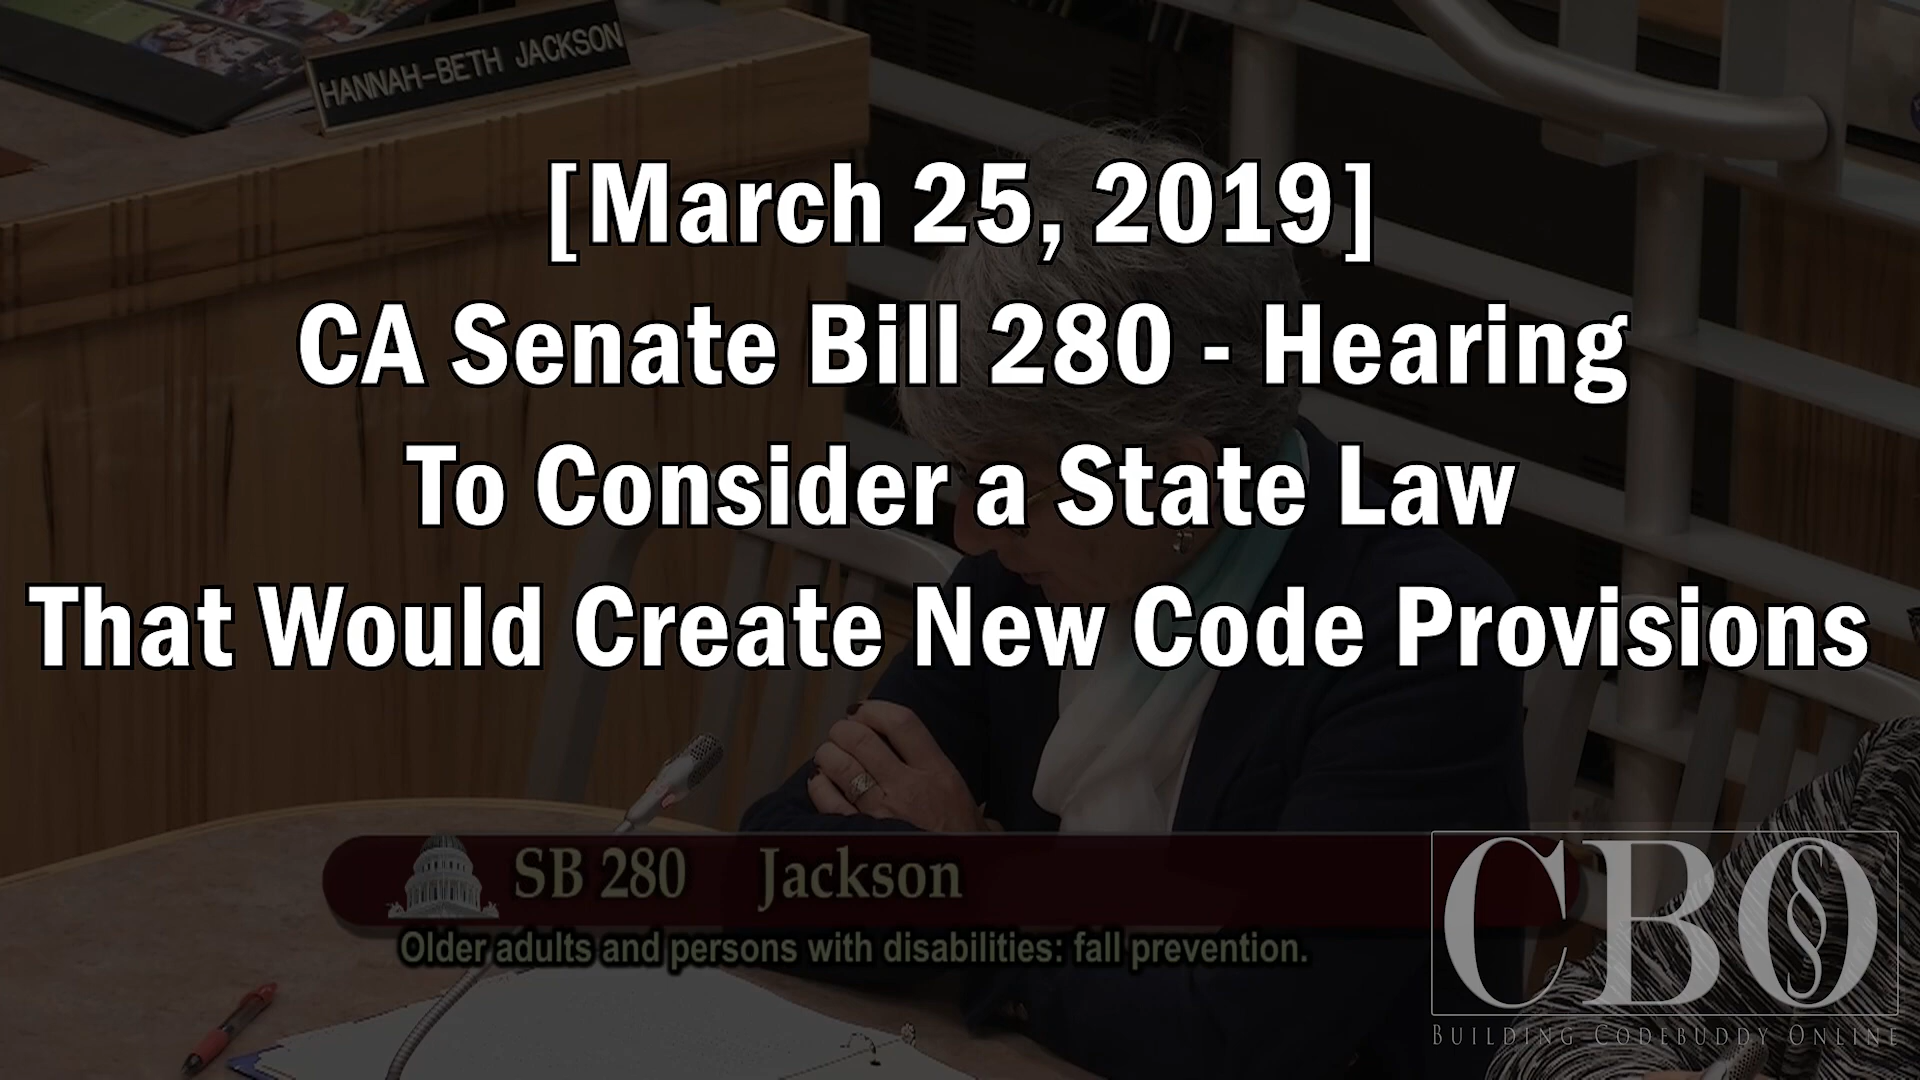 HANNAH-BETH JACKSON
[March 25, 2019]
CA Senate Bill 280 - Hearing
To Consider a State Law
That Would Create New Code Provisions
SB 280 Jackson
Older adults and persons with disabilities: fall prevention.
CBO
BUILDING CODEBUDDY ONLINE